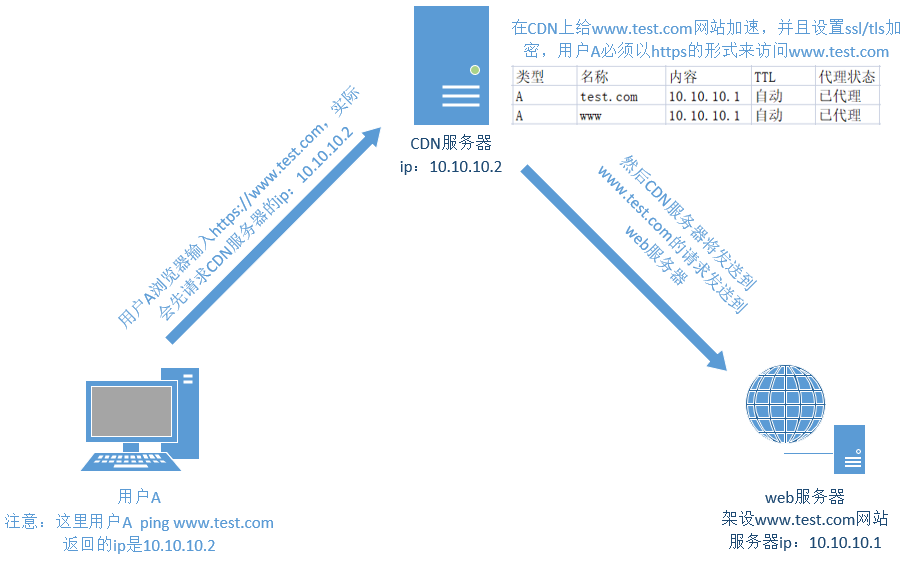 在CDN上给www.test.com网站加速，并且设置ssl/tls加
密，用户A必须以https的形式来访问www.test.com
类型 名称 内容 TTL 代理状态
A test.com 10.10.10.1 自动 已代理
A www 10.10.10.1 自动 已代理
CDN服务器
ip：10.10.10.2
用户A浏览器输入https://www.test.com，实际
会先请求CDN服务器的ip：10.10.10.2
然后CDN服务器将发送到
www.test.com的请求发送到
web服务器
用户A
注意：这里用户A ping www.test.com
返回的ip是10.10.10.2
web服务器
架设www.test.com网站
服务器ip：10.10.10.1